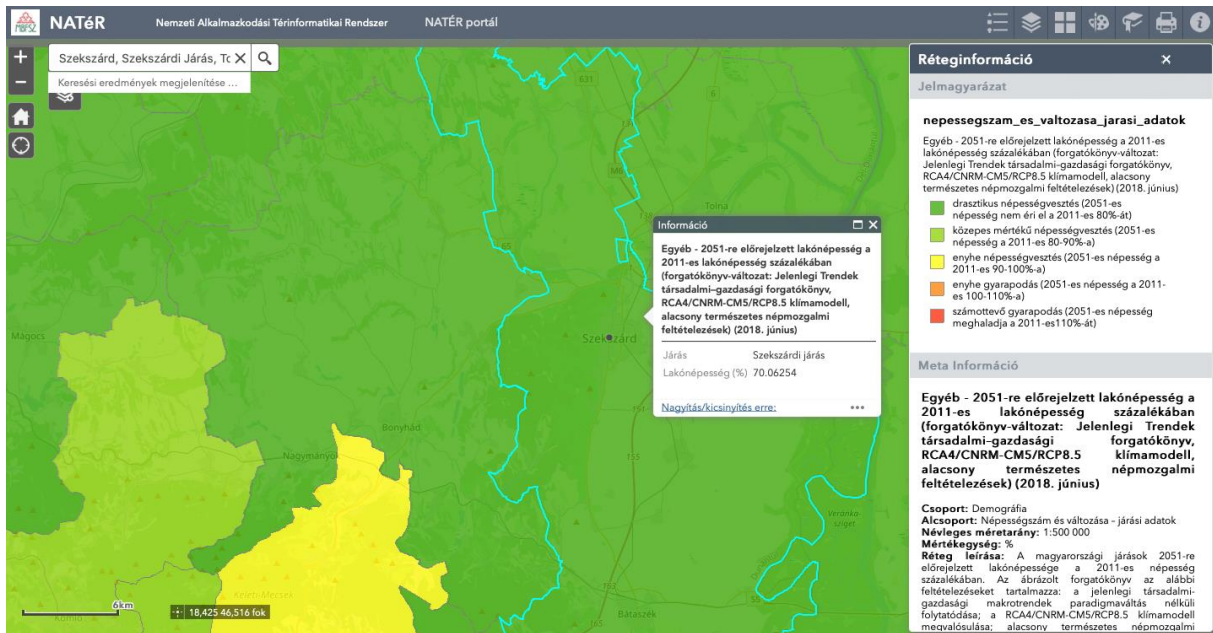 NATéR
Nemzeti Alkalmazkodási Térinformatikai Rendszer
NATÉR portál
Szekszárd, Szekszárdi Járás, To
Keresési eredmények megjelenítése ...
631
6
M6
65
Tolna
Szekszárd
Magocs
Bonyhád
Nagymányok
Keleti-Mecsek
Veránka-
sziget
Bátaszék
6km
18,425 46,516 fok
Információ
Egyéb - 2051-re előrejelzett lakónépesség a
2011-es lakónépesség százalékában
(forgatókönyv-változat: Jelenlegi Trendek
társadalmi–gazdasági forgatókönyv,
RCA4/CNRM-CM5/RCP8.5 klímamodell,
alacsony természetes népmozgalmi
feltételezések) (2018. június)
Járás Szekszárdi járás
Lakónépesség (%) 70.06254
Nagyítás/kicsinyítés erre:
Réteginformáció
Jelmagyarázat
nepessegszam_es_valtozasa_jarasi_adatok
Egyéb - 2051-re előrejelzett lakónépesség a 2011-es
lakónépesség százalékában (forgatókönyv-változat:
Jelenlegi Trendek társadalmi–gazdasági forgatókönyv,
RCA4/CNRM-CM5/RCP8.5 klímamodell, alacsony
természetes népmozgalmi feltételezések) (2018. június)
drasztikus népességvesztés (2051-es
népesség nem éri el a 2011-es 80%-át)
közepes mértékű népességvesztés (2051-es
népesség a 2011-es 80-90%-a)
enyhe népességvesztés (2051-es népesség a
2011-es 90-100%-a)
enyhe gyarapodás (2051-es népesség a 2011-
es 100-110%-a)
számottevő gyarapodás (2051-es népesség
meghaladja a 2011-es110%-át)
Meta Információ
Egyéb - 2051-re előrejelzett lakónépesség a
2011-es lakónépesség százalékában
(forgatókönyv-változat: Jelenlegi Trendek
társadalmi–gazdasági forgatókönyv,
RCA4/CNRM-CM5/RCP8.5 klímamodell,
alacsony természetes népmozgalmi
feltételezések) (2018. június)
Csoport: Demográfia
Alcsoport: Népességszám és változása - járási adatok
Névleges méretarány: 1:500 000
Mértékegység: %
Réteg leírása: A magyarországi járások 2051-re
előrejelzett lakónépessége a 2011-es népesség
százalékában. Az ábrázolt forgatókönyv az alábbi
feltételezéseket tartalmazza: a jelenlegi társadalmi-
gazdasági makrotrendek paradigmaváltás nélküli
folytatódása; a RCA4/CNRM-CM5/RCP8.5 klímamodell
megvalósulása; alacsony természetes népmozgalmi